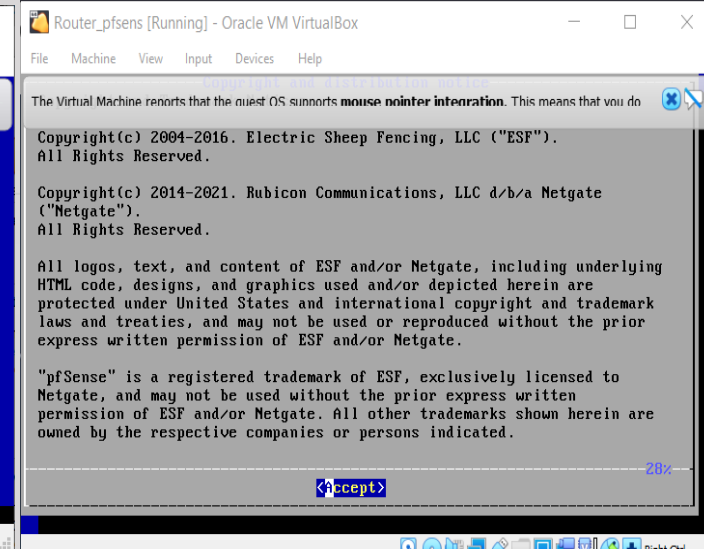 Router_pfsens [Running] - Oracle VM VirtualBox
File Machine View Input Devices Help
Copyright and distribution notice
The Virtual Machine reports that the guest OS supports mouse pointer integration. This means that you do
Copyright(c) 2004-2016. Electric Sheep Fencing, LLC ("ESF").
All Rights Reserved.
Copyright(c) 2014-2021. Rubicon Communications, LLC d/b/a Netgate
("Netgate").
All Rights Reserved.
All logos, text, and content of ESF and/or Netgate, including underlying
HTML code, designs, and graphics used and/or depicted herein are
protected under United States and international copyright and trademark
laws and treaties, and may not be used or reproduced without the prior
express written permission of ESF and/or Netgate.
"pfSense" is a registered trademark of ESF, exclusively licensed to
Netgate, and may not be used without the prior express written
permission of ESF and/or Netgate. All other trademarks shown herein are
owned by the respective companies or persons indicated.
28%
<Accept>
Right Ctrl